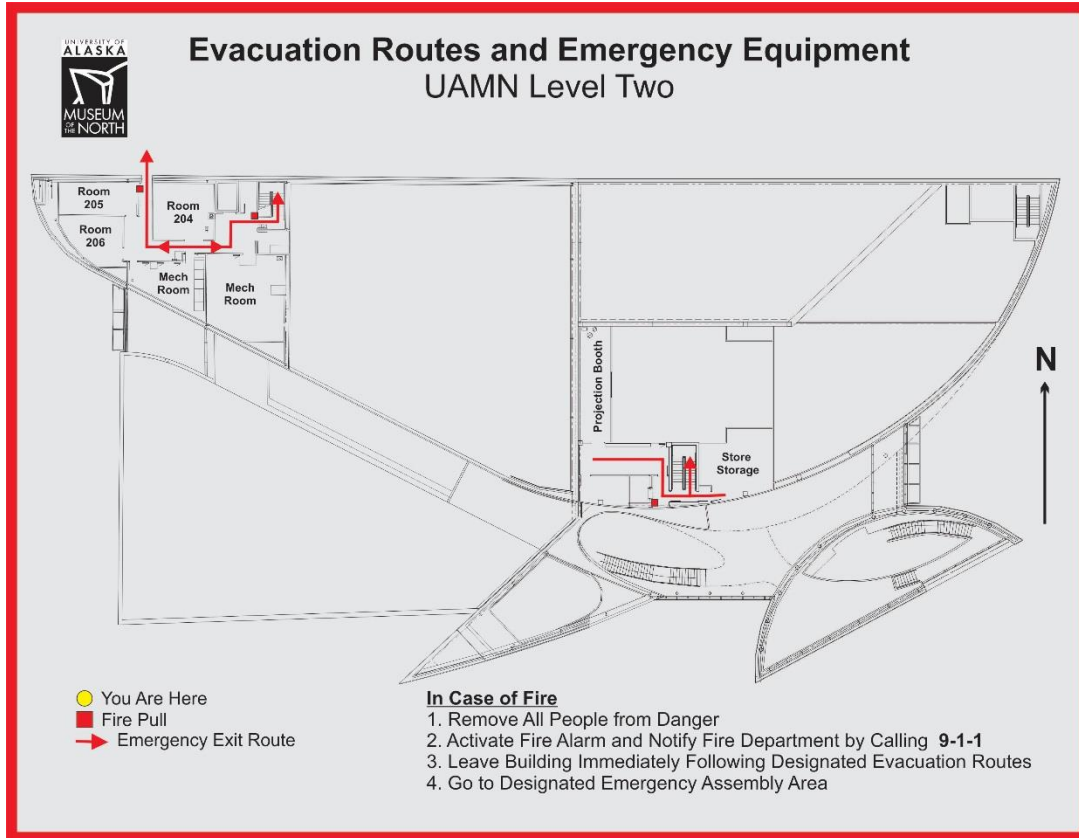 UNIVERSITY OF
ALASKA
MUSEUM
OF THE NORTH
Evacuation Routes and Emergency Equipment
UAMN Level Two
Room
205
Room
204
Room
206
Mech
Room
Mech
Room
Projection Booth
Store
Storage
N
You Are Here
Fire Pull
Emergency Exit Route
In Case of Fire
1. Remove All People from Danger
2. Activate Fire Alarm and Notify Fire Department by Calling 9-1-1
3. Leave Building Immediately Following Designated Evacuation Routes
4. Go to Designated Emergency Assembly Area